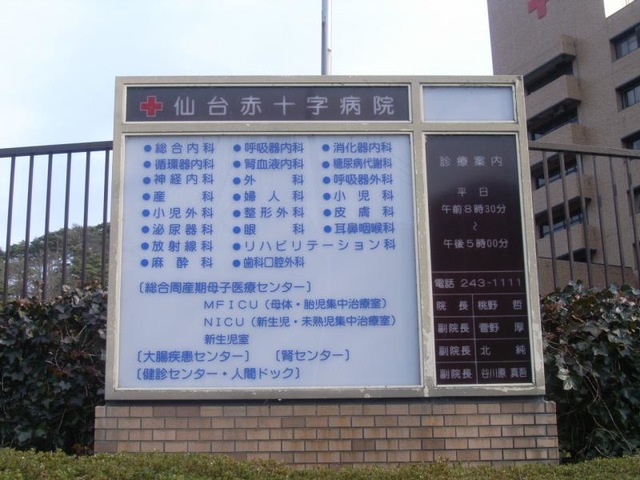 仙台赤十字病院
●総合内科 ●呼吸器内科 ●消化器内科
●循環器内科 ●腎血液内科 ●糖尿病代謝科
●神経内科 ●外科 ●呼吸器外科
●産科 ●婦人科 ●小児科
●小児外科 ●整形外科 ●皮膚科
●泌尿器科 ●眼科 ●耳鼻咽喉科
●放射線科 ●リハビリテーション科
●麻酔科 ●歯科口腔外科
〔総合周産期母子医療センター〕
MFICU(母体・胎児集中治療室)
NICU(新生児・未熟児集中治療室)
新生児室
〔大腸疾患センター〕 〔腎センター〕
〔健診センター・人間ドック〕
診療案内
平日
午前8時30分
~
午後5時00分
電話 243-1111
院長 桃野 哲
副院長 菅野 厚
副院長 北 純
副院長 谷川原 真吾